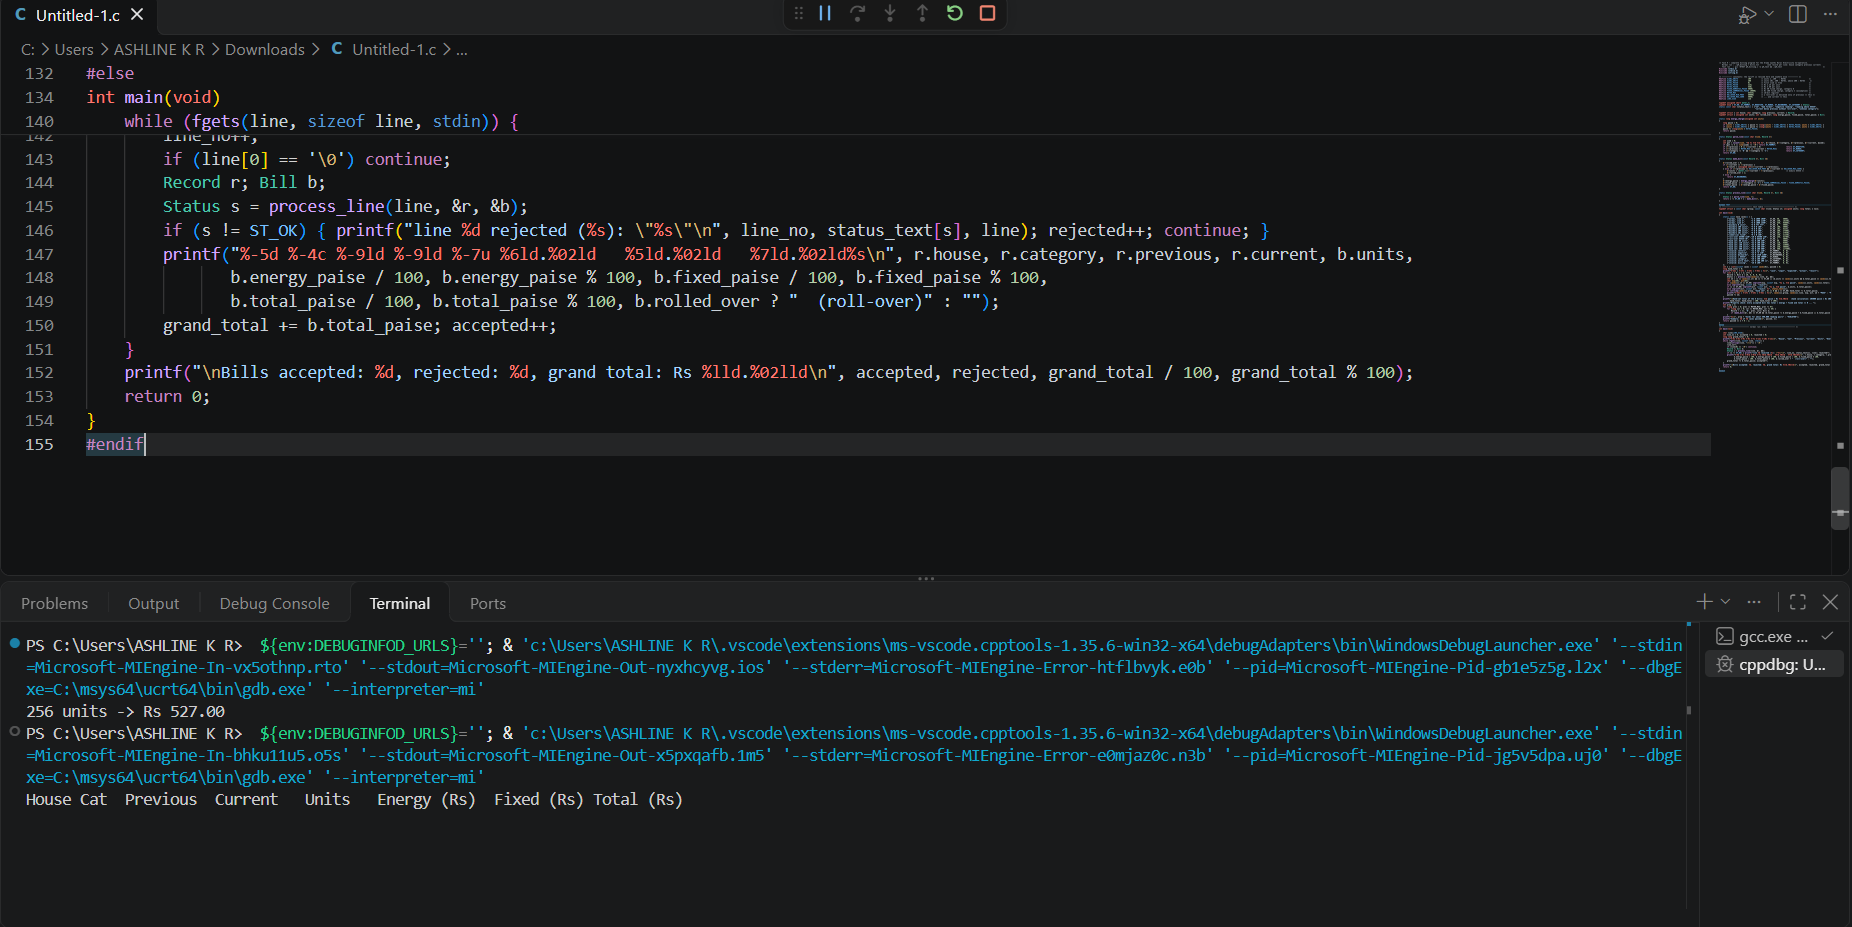 Untitled-1.c
C: > Users > ASHLINE K R > Downloads > C Untitled-1.c > ...
132 #else
134 int main(void)
140 while (fgets(line, sizeof line, stdin)) {
142 line_no++;
143 if (line[0] == '\0') continue;
144 Record r; Bill b;
145 Status s = process_line(line, &r, &b);
146 if (s != ST_OK) { printf("line %d rejected (%s): \"%s\"\n", line_no, status_text[s], line); rejected++; continue; }
147 printf("%-5d %-4c %-9ld %-9ld %-7u %6ld.%02ld   %5ld.%02ld   %7ld.%02ld%s\n", r.house, r.category, r.previous, r.current, b.units,
148 b.energy_paise / 100, b.energy_paise % 100, b.fixed_paise / 100, b.fixed_paise % 100,
149 b.total_paise / 100, b.total_paise % 100, b.rolled_over ? "  (roll-over)" : "");
150 grand_total += b.total_paise; accepted++;
151 }
152 printf("\nBills accepted: %d, rejected: %d, grand total: Rs %lld.%02lld\n", accepted, rejected, grand_total / 100, grand_total % 100);
153 return 0;
154 }
155 #endif
Problems Output Debug Console Terminal Ports
PS C:\Users\ASHLINE K R>  ${env:DEBUGINFOD_URLS}=''; & 'c:\Users\ASHLINE K R\.vscode\extensions\ms-vscode.cpptools-1.35.6-win32-x64\debugAdapters\bin\WindowsDebugLauncher.exe' '--stdin
=Microsoft-MIEngine-In-vx5othnp.rto' '--stdout=Microsoft-MIEngine-Out-nyxhcyvg.ios' '--stderr=Microsoft-MIEngine-Error-htflbvyk.e0b' '--pid=Microsoft-MIEngine-Pid-gb1e5z5g.l2x' '--dbgE
xe=C:\msys64\ucrt64\bin\gdb.exe' '--interpreter=mi'
256 units -> Rs 527.00
PS C:\Users\ASHLINE K R>  ${env:DEBUGINFOD_URLS}=''; & 'c:\Users\ASHLINE K R\.vscode\extensions\ms-vscode.cpptools-1.35.6-win32-x64\debugAdapters\bin\WindowsDebugLauncher.exe' '--stdin
=Microsoft-MIEngine-In-bhku11u5.o5s' '--stdout=Microsoft-MIEngine-Out-x5pxqafb.1m5' '--stderr=Microsoft-MIEngine-Error-e0mjaz0c.n3b' '--pid=Microsoft-MIEngine-Pid-jg5v5dpa.uj0' '--dbgE
xe=C:\msys64\ucrt64\bin\gdb.exe' '--interpreter=mi'
House Cat  Previous  Current   Units   Energy (Rs)  Fixed (Rs) Total (Rs)
gcc.exe ...
cppdbg: U...